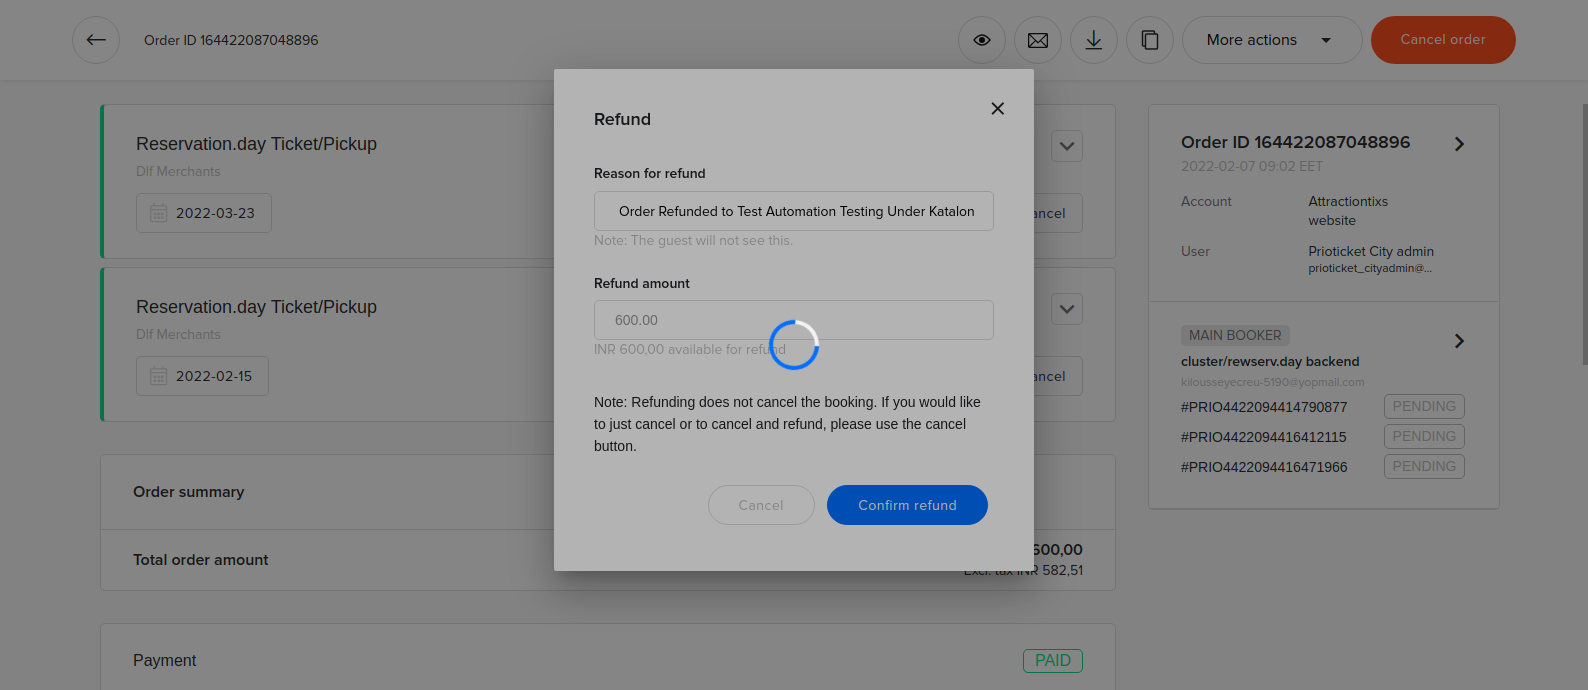 Order ID 164422087048896
More actions
Cancel order
Refund
Reason for refund
Order Refunded to Test Automation Testing Under Katalon
Note: The guest will not see this.
Refund amount
600.00
INR 600,00 available for refund
Note: Refunding does not cancel the booking. If you would like
to just cancel or to cancel and refund, please use the cancel
button.
Cancel
Confirm refund
Reservation.day Ticket/Pickup
Dlf Merchants
2022-03-23
ancel
Reservation.day Ticket/Pickup
Dlf Merchants
2022-02-15
ancel
Order summary
Total order amount
600,00
Excl. tax INR 582,51
Payment
PAID
Order ID 164422087048896
2022-02-07 09:02 EET
Account
Attractiontixs
website
User
Prioticket City admin
prioticket_cityadmin@...
MAIN BOOKER
cluster/rewserv.day backend
kilousseyecreu-5190@yopmail.com
#PRIO4422094414790877 PENDING
#PRIO4422094416412115 PENDING
#PRIO4422094416471966 PENDING